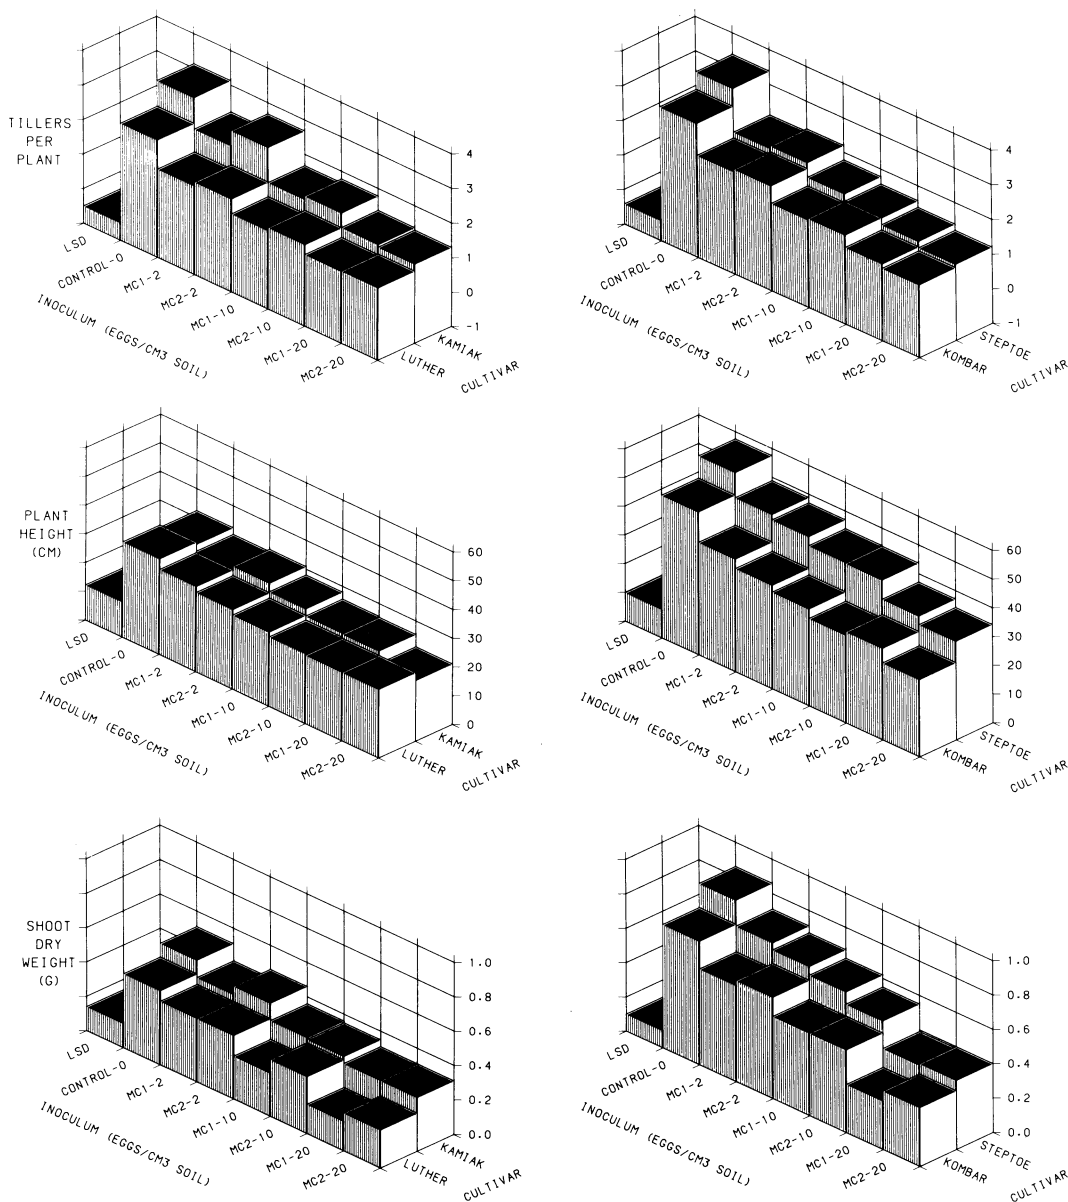 TILLERS
PER
PLANT
4
3
2
1
0
-1
LSD
CONTROL-0
MC1-2
MC2-2
MC1-10
MC2-10
MC1-20
MC2-20
INOCULUM (EGGS/CM3 SOIL)
LUTHER
KAMIAK
CULTIVAR
4
3
2
1
0
-1
LSD
CONTROL-0
MC1-2
MC2-2
MC1-10
MC2-10
MC1-20
MC2-20
INOCULUM (EGGS/CM3 SOIL)
KOMBAR
STEPTOE
CULTIVAR
PLANT
HEIGHT
(CM)
60
50
40
30
20
10
0
LSD
CONTROL-0
MC1-2
MC2-2
MC1-10
MC2-10
MC1-20
MC2-20
INOCULUM (EGGS/CM3 SOIL)
LUTHER
KAMIAK
CULTIVAR
60
50
40
30
20
10
0
LSD
CONTROL-0
MC1-2
MC2-2
MC1-10
MC2-10
MC1-20
MC2-20
INOCULUM (EGGS/CM3 SOIL)
KOMBAR
STEPTOE
CULTIVAR
SHOOT
DRY
WEIGHT
(G)
1.0
0.8
0.6
0.4
0.2
0.0
LSD
CONTROL-0
MC1-2
MC2-2
MC1-10
MC2-10
MC1-20
MC2-20
INOCULUM (EGGS/CM3 SOIL)
LUTHER
KAMIAK
CULTIVAR
1.0
0.8
0.6
0.4
0.2
0.0
LSD
CONTROL-0
MC1-2
MC2-2
MC1-10
MC2-10
MC1-20
MC2-20
INOCULUM (EGGS/CM3 SOIL)
KOMBAR
STEPTOE
CULTIVAR